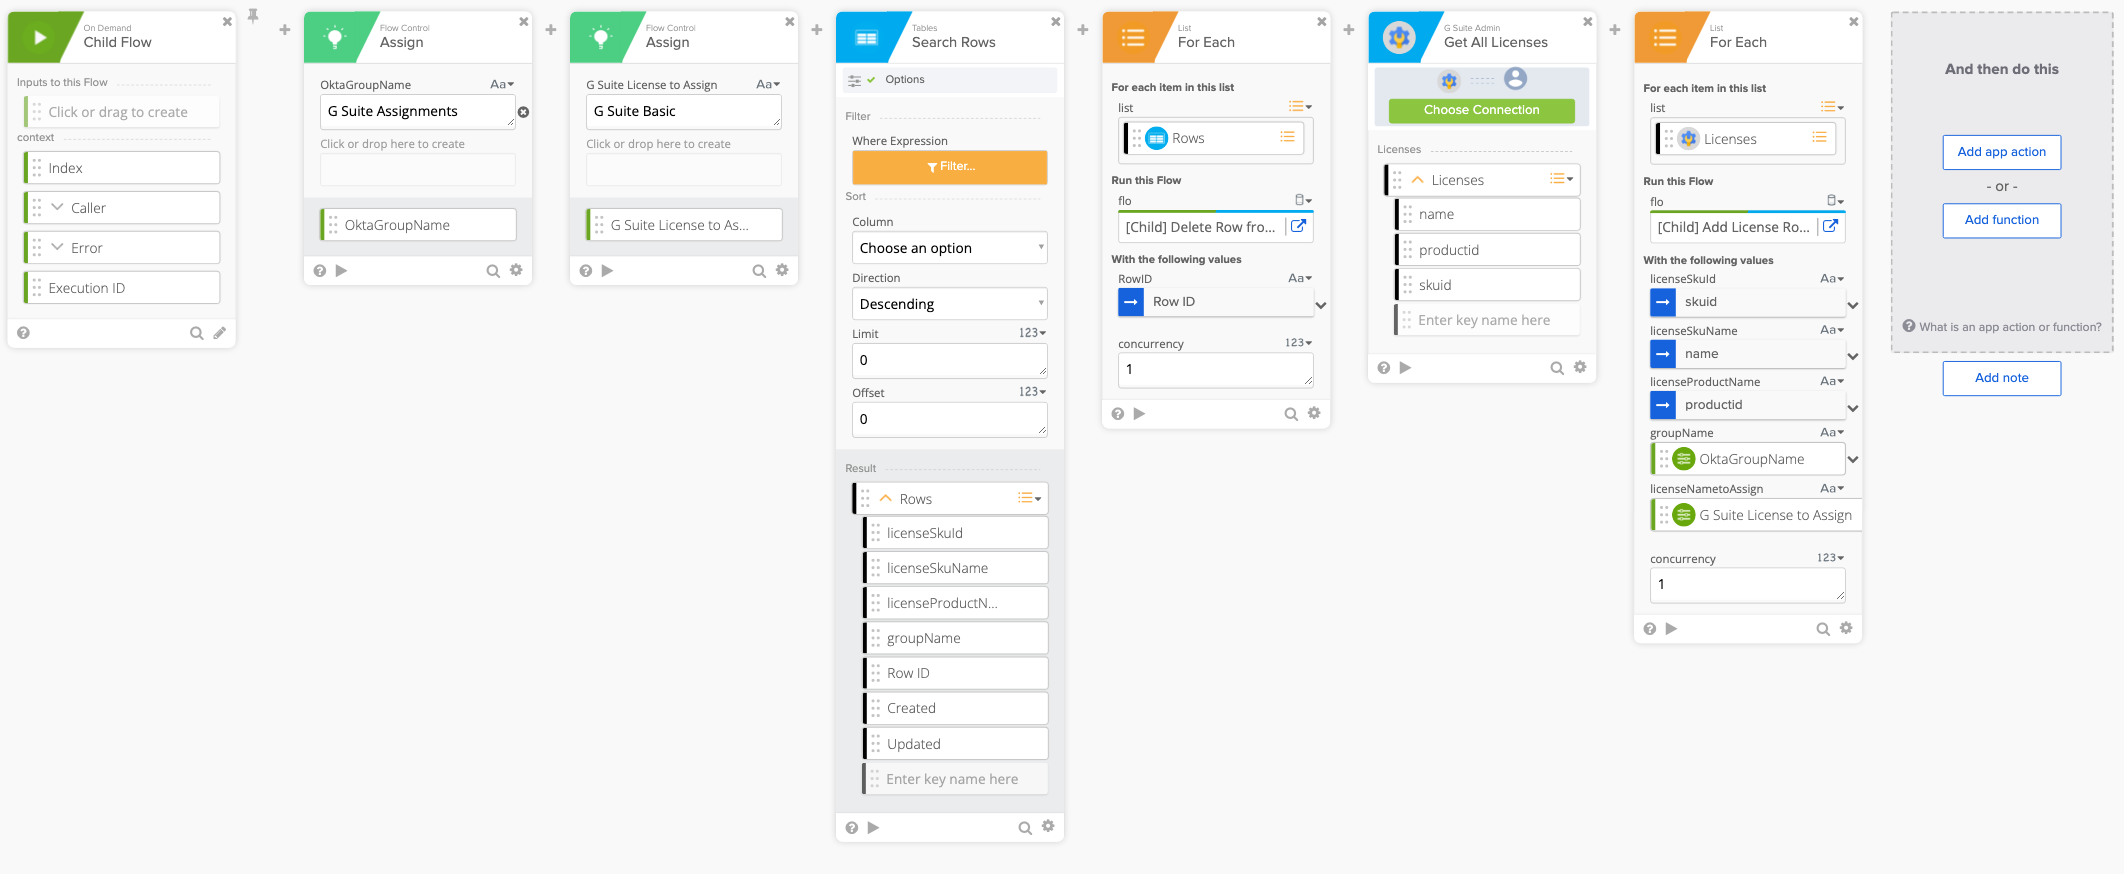 On Demand
Child Flow
Inputs to this Flow
Click or drag to create
context
Index
Caller
Error
Execution ID
Flow Control
Assign
OktaGroupName
Aa
G Suite Assignments
Click or drop here to create
OktaGroupName
Flow Control
Assign
G Suite License to Assign
Aa
G Suite Basic
Click or drop here to create
G Suite License to As...
Tables
Search Rows
Options
Filter
Where Expression
Filter...
Sort
Column
Choose an option
Direction
Descending
Limit
123
0
Offset
123
0
Result
Rows
licenseSkuId
licenseSkuName
licenseProductN...
groupName
Row ID
Created
Updated
Enter key name here
List
For Each
For each item in this list
list
Rows
Run this Flow
flo
[Child] Delete Row fro...
With the following values
RowID
Aa
Row ID
concurrency
123
1
G Suite Admin
Get All Licenses
Choose Connection
Licenses
Licenses
name
productid
skuid
Enter key name here
List
For Each
For each item in this list
list
Licenses
Run this Flow
flo
[Child] Add License Ro...
With the following values
licenseSkuId
Aa
skuid
licenseSkuName
Aa
name
licenseProductName
Aa
productid
groupName
Aa
OktaGroupName
licenseNametoAssign
Aa
G Suite License to Assign
concurrency
123
1
And then do this
Add app action
- or -
Add function
What is an app action or function?
Add note